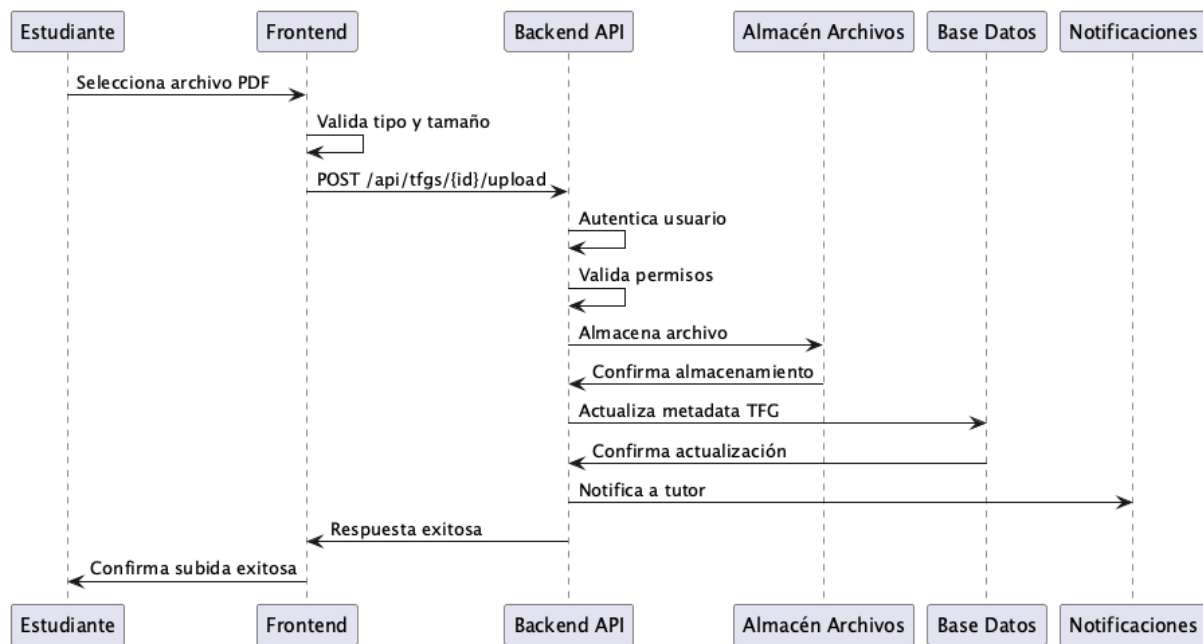 Estudiante
Frontend
Backend API
Almacén Archivos
Base Datos
Notificaciones
Selecciona archivo PDF
Valida tipo y tamaño
POST /api/tfgs/{id}/upload
Autentica usuario
Valida permisos
Almacena archivo
Confirma almacenamiento
Actualiza metadata TFG
Confirma actualización
Notifica a tutor
Respuesta exitosa
Confirma subida exitosa
Estudiante
Frontend
Backend API
Almacén Archivos
Base Datos
Notificaciones